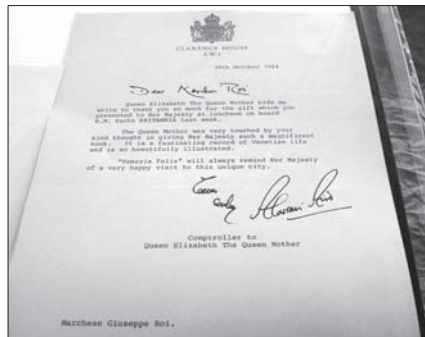 CLARENCE HOUSE
S.W.1
30th October 1984
Dear Marchese Roi
Queen Elizabeth The Queen Mother bids me
write to thank you so much for the gift which you
presented to Her Majesty at luncheon on board
H.M. Yacht BRITANNIA last week.
The Queen Mother was very touched by your
kind thought in giving Her Majesty such a magnificent
book. It is a fascinating record of Venetian life
and is so beautifully illustrated.
"Venezia Felix" will always remind Her Majesty
of a very happy visit to this unique city.
Comptroller to
Queen Elizabeth The Queen Mother
Marchese Giuseppe Roi.